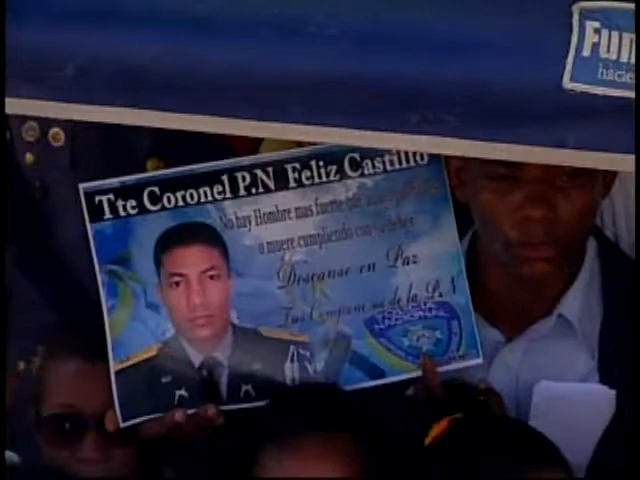 Fun
hacie
Tte Coronel P.N Feliz Castillo
No hay Hombre mas fuerte que
o muere cumpliendo con su deber
Descanse en Paz
Tus Compañeros de la P.N